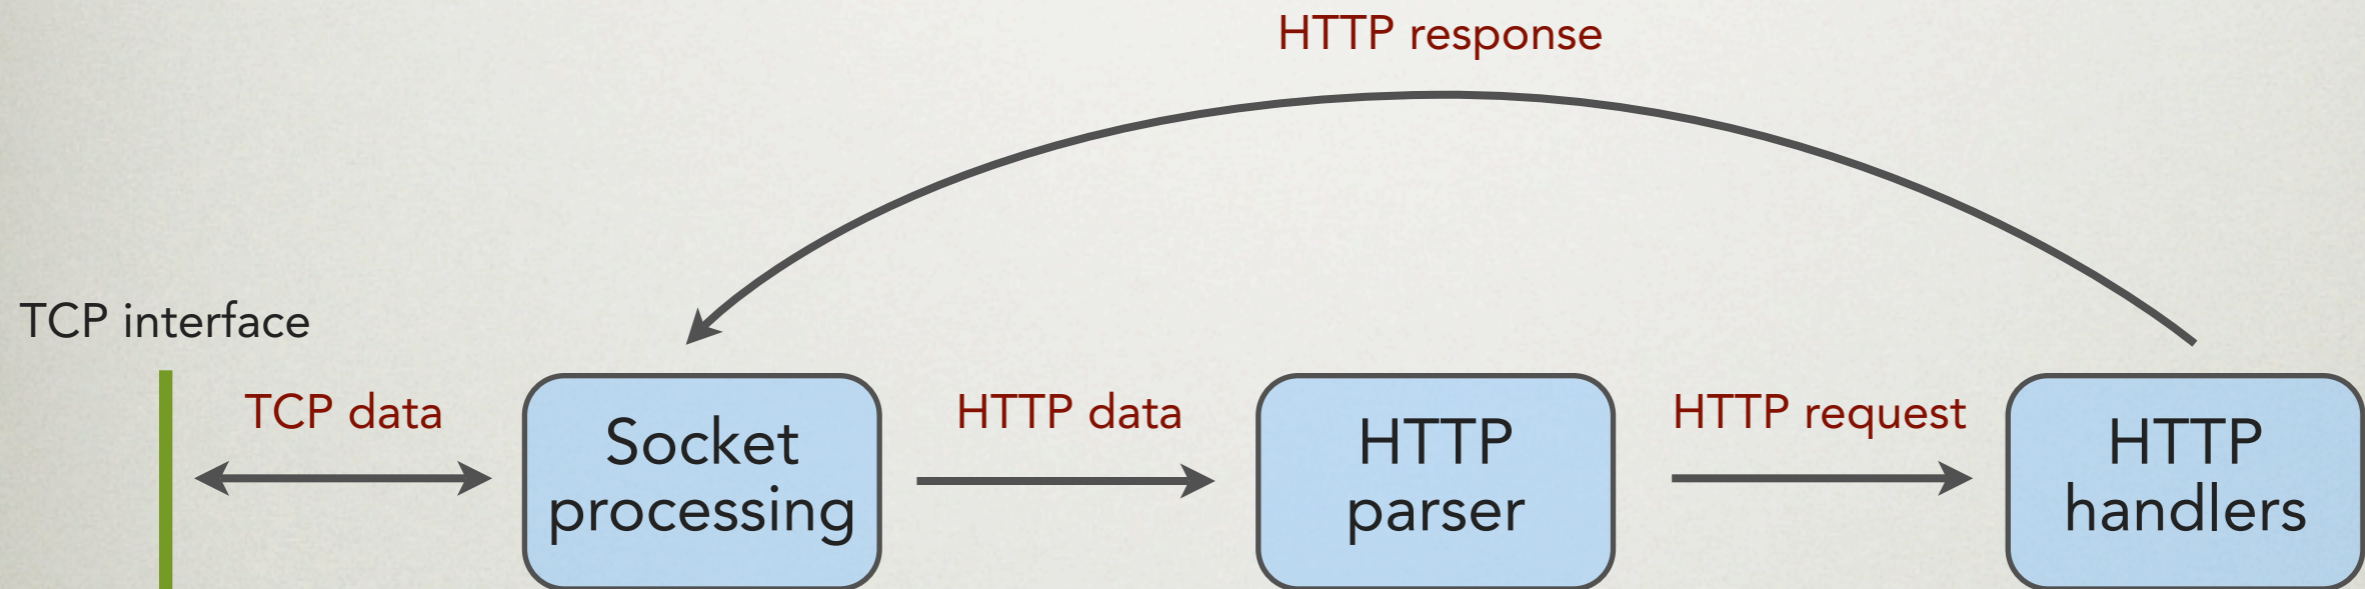 HTTP response
TCP interface
TCP data
Socket
processing
HTTP data
HTTP
parser
HTTP request
HTTP
handlers